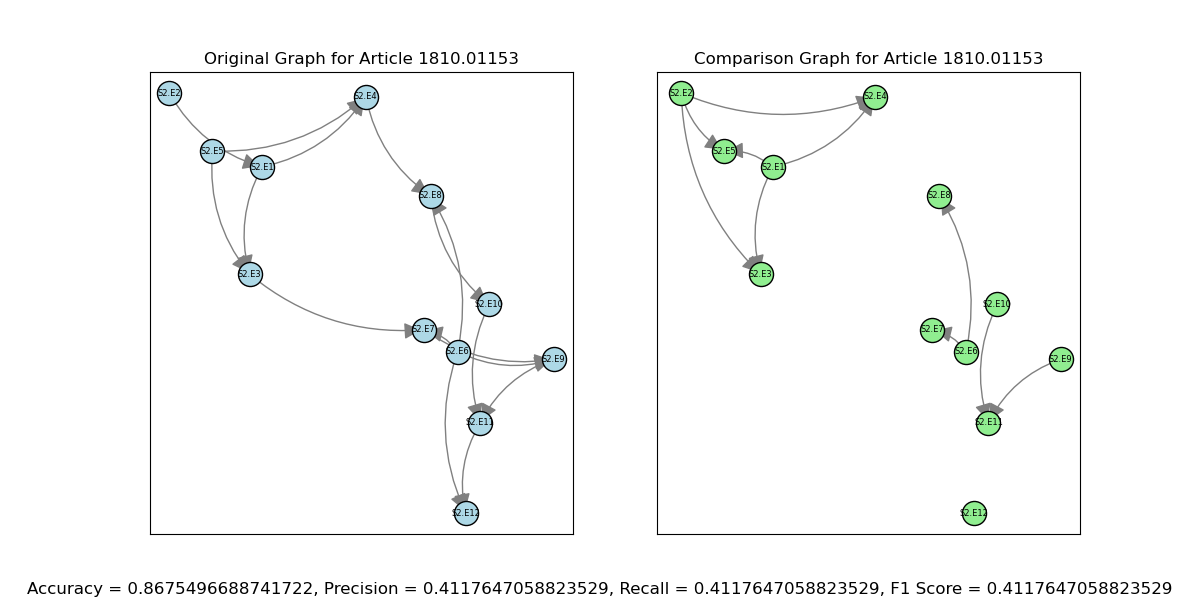 Original Graph for Article 1810.01153
Comparison Graph for Article 1810.01153
S2.E2
S2.E4
S2.E5
S2.E1
S2.E8
S2.E3
S2.E10
S2.E7
S2.E6
S2.E9
S2.E11
S2.E12
S2.E2
S2.E4
S2.E5
S2.E1
S2.E8
S2.E3
S2.E10
S2.E7
S2.E6
S2.E9
S2.E11
S2.E12
Accuracy = 0.8675496688741722, Precision = 0.4117647058823529, Recall = 0.4117647058823529, F1 Score = 0.4117647058823529